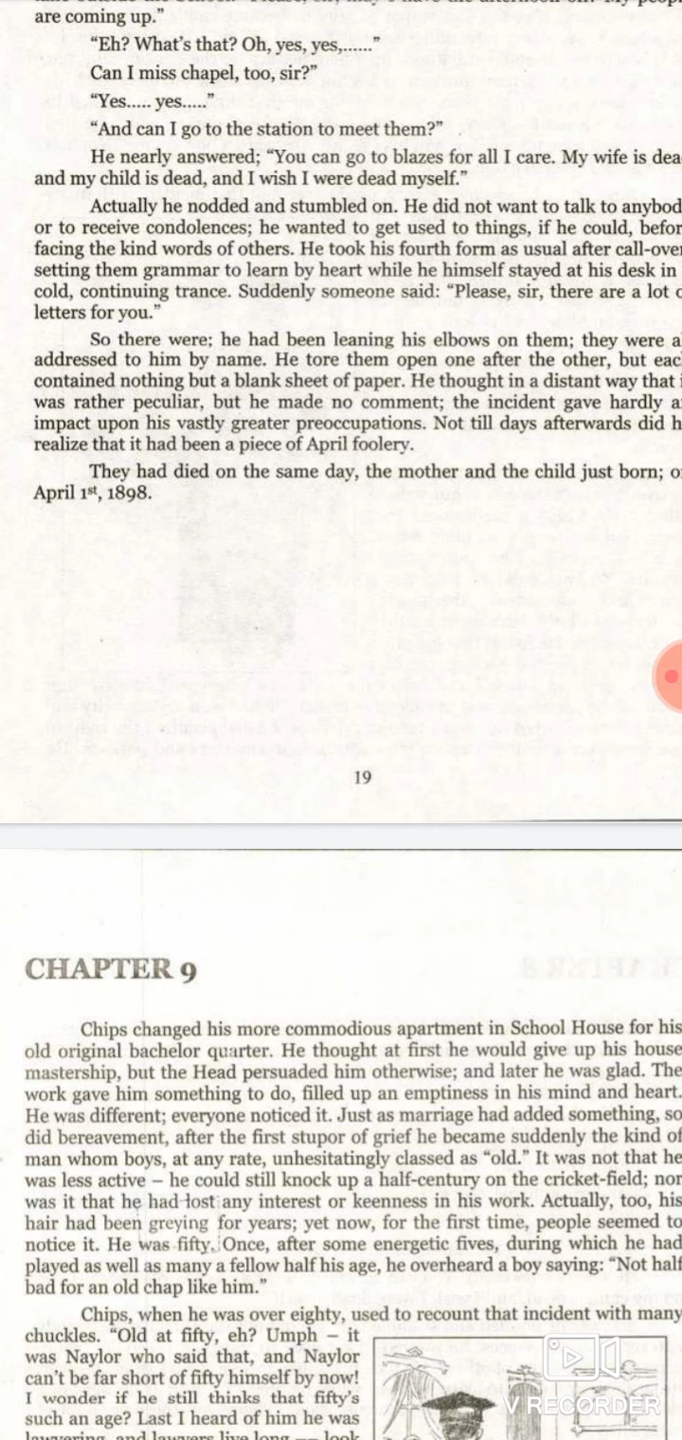 are coming up.”
“Eh? What’s that? Oh, yes, yes,......”
Can I miss chapel, too, sir?”
“Yes..... yes.....”
“And can I go to the station to meet them?”
He nearly answered; “You can go to blazes for all I care. My wife is dea
and my child is dead, and I wish I were dead myself.”
Actually he nodded and stumbled on. He did not want to talk to anybod
or to receive condolences; he wanted to get used to things, if he could, befor
facing the kind words of others. He took his fourth form as usual after call-over
setting them grammar to learn by heart while he himself stayed at his desk in
cold, continuing trance. Suddenly someone said: “Please, sir, there are a lot o
letters for you.”
So there were; he had been leaning his elbows on them; they were a
addressed to him by name. He tore them open one after the other, but eac
contained nothing but a blank sheet of paper. He thought in a distant way that i
was rather peculiar, but he made no comment; the incident gave hardly a
impact upon his vastly greater preoccupations. Not till days afterwards did h
realize that it had been a piece of April foolery.
They had died on the same day, the mother and the child just born; o
April 1st, 1898.
19
CHAPTER 9
Chips changed his more commodious apartment in School House for his
old original bachelor quarter. He thought at first he would give up his house
mastership, but the Head persuaded him otherwise; and later he was glad. The
work gave him something to do, filled up an emptiness in his mind and heart.
He was different; everyone noticed it. Just as marriage had added something, so
did bereavement, after the first stupor of grief he became suddenly the kind of
man whom boys, at any rate, unhesitatingly classed as “old.” It was not that he
was less active – he could still knock up a half-century on the cricket-field; nor
was it that he had lost any interest or keenness in his work. Actually, too, his
hair had been greying for years; yet now, for the first time, people seemed to
notice it. He was fifty. Once, after some energetic fives, during which he had
played as well as many a fellow half his age, he overheard a boy saying: “Not half
bad for an old chap like him.”
Chips, when he was over eighty, used to recount that incident with many
chuckles. “Old at fifty, eh? Umph – it
was Naylor who said that, and Naylor
can’t be far short of fifty himself by now!
I wonder if he still thinks that fifty’s
such an age? Last I heard of him he was
lawyering, and lawyers live long –– look
V RECORDER